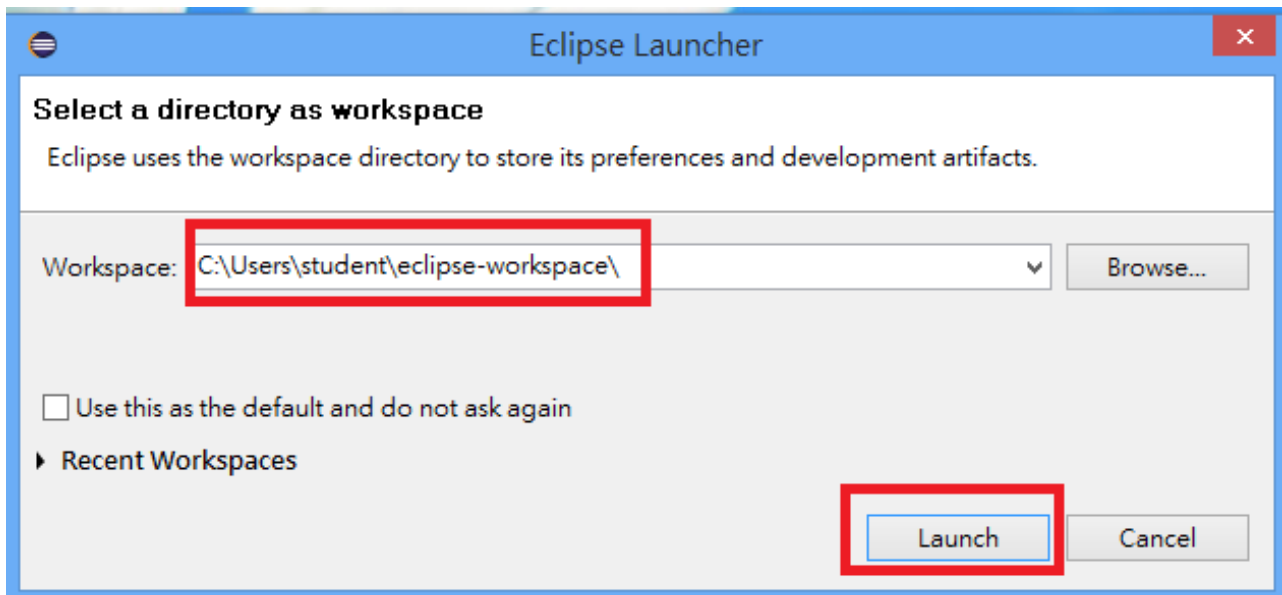 Eclipse Launcher
Select a directory as workspace
Eclipse uses the workspace directory to store its preferences and development artifacts.
Workspace: C:\Users\student\eclipse-workspace\ Browse...
Use this as the default and do not ask again
Recent Workspaces
Launch Cancel